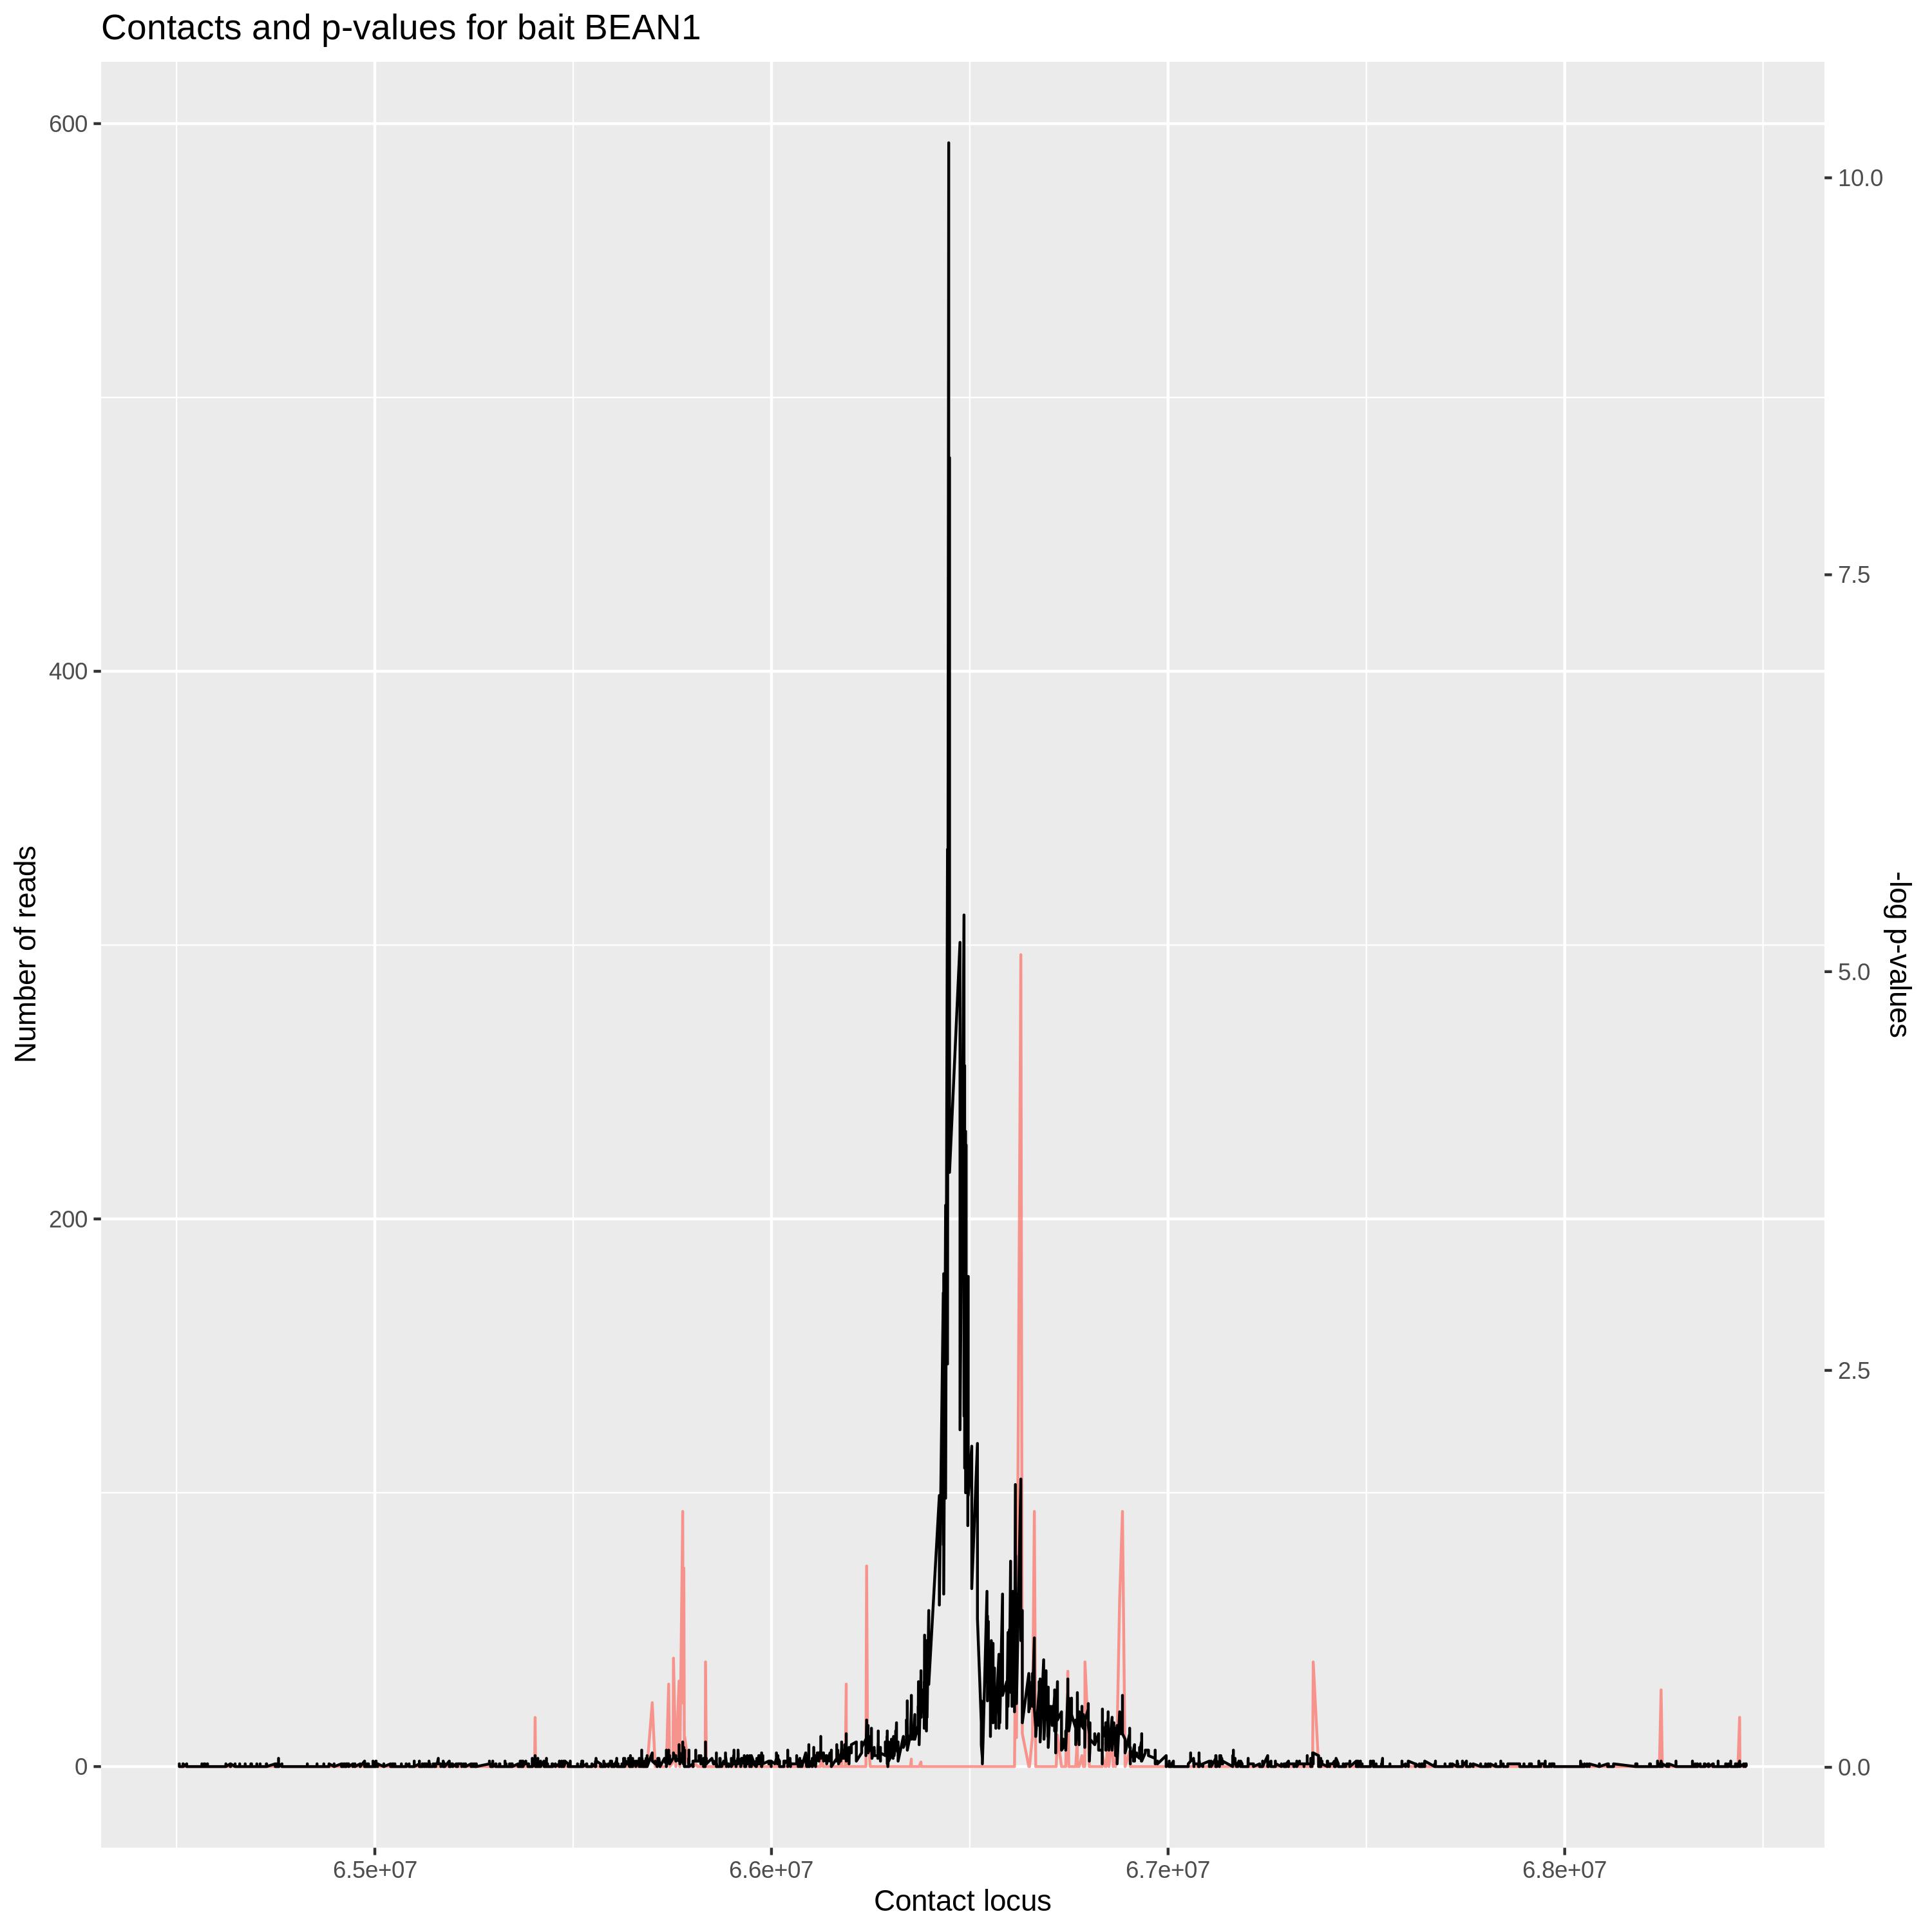 Contacts and p-values for bait BEAN1
600
400
200
0
Number of reads
10.0
7.5
5.0
2.5
0.0
-log p-values
6.5e+07 6.6e+07 6.7e+07 6.8e+07
Contact locus